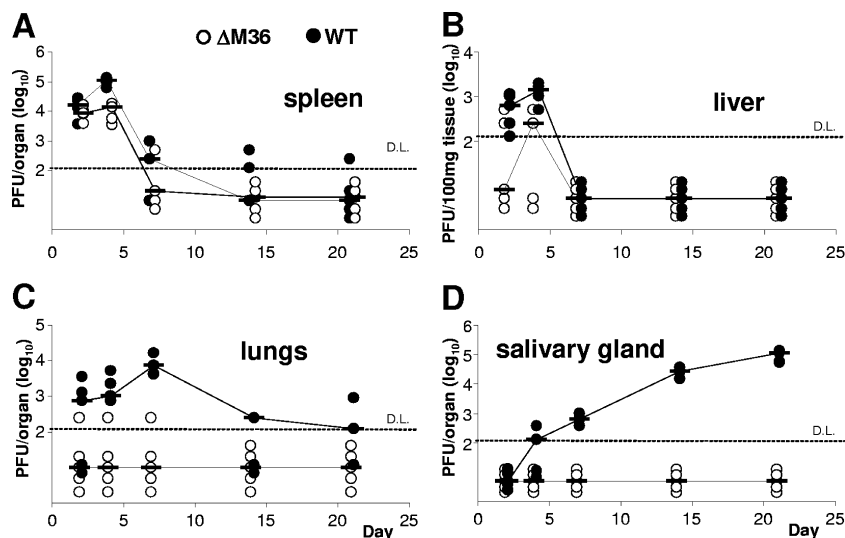 A
○ ΔM36 ● WT
B
PFU/organ (log10)
6
5
4
3
2
spleen
D.L.
0 5 10 15 20 25
PFU/100mg tissue (log10)
4
3
2
liver
D.L.
0 5 10 15 20 25
C
D
PFU/organ (log10)
5
4
3
2
lungs
D.L.
0 5 10 15 20 25
Day
PFU/organ (log10)
6
5
4
3
2
salivary gland
D.L.
0 5 10 15 20 25
Day